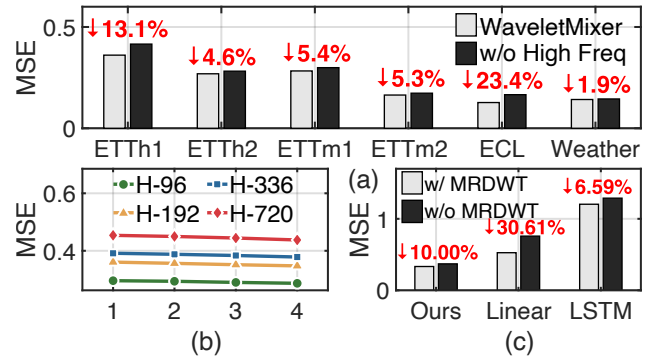 MSE
0.5
0
↓13.1%
↓4.6%
↓5.4%
↓5.3%
↓23.4%
↓1.9%
WaveletMixer
w/o High Freq
ETTh1 ETTh2 ETTm1 ETTm2 ECL Weather
(a)
MSE
0.6
0.4
H-96 H-336
H-192 H-720
1 2 3 4
(b)
MSE
1
0
w/ MRDWT
w/o MRDWT
↓10.00%
↓30.61%
↓6.59%
Ours Linear LSTM
(c)